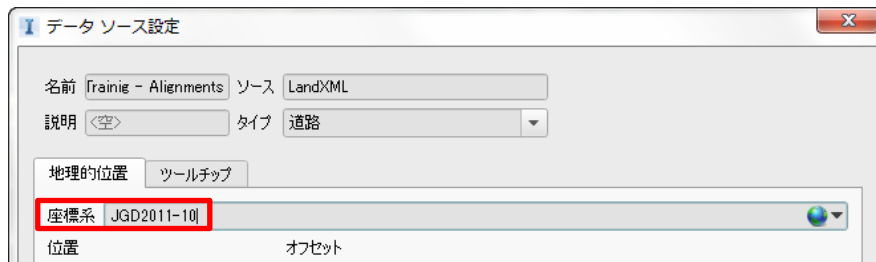 データ ソース設定
名前 Trainig - Alignments ソース LandXML
説明 <空> タイプ 道路
地理的位置 ツールチップ
座標系 JGD2011-10
位置 オフセット